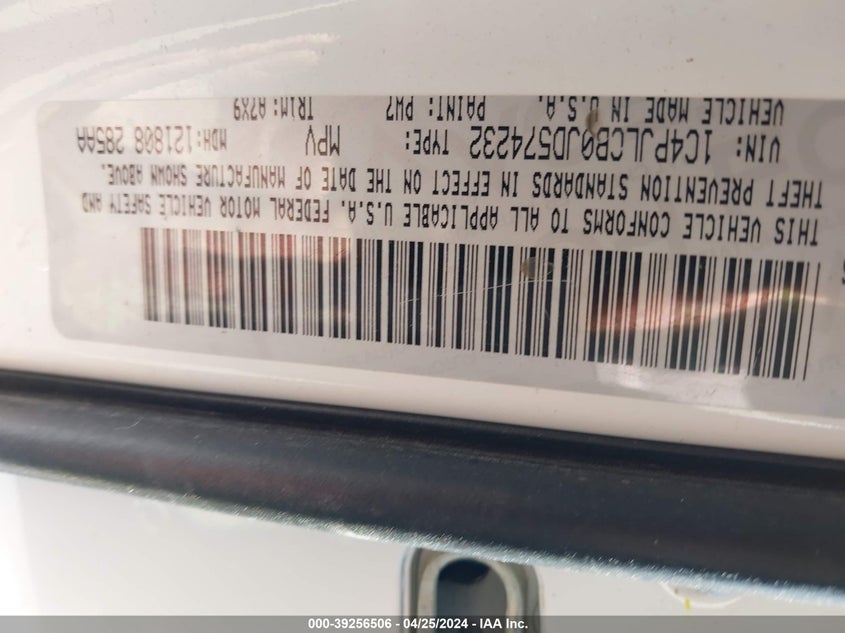 THIS VEHICLE CONFORMS TO ALL APPLICABLE U.S.A. FEDERAL MOTOR VEHICLE SAFETY AND
THEFT PREVENTION STANDARDS IN EFFECT ON THE DATE OF MANUFACTURE SHOWN ABOVE.
VIN: 1C4PJLCB0JD574232 TYPE: MPV MDH:121808 285AA
VEHICLE MADE IN U.S.A. PAINT: PW7 TRIM: A7X9
000-39256506 - 04/25/2024 - IAA Inc.